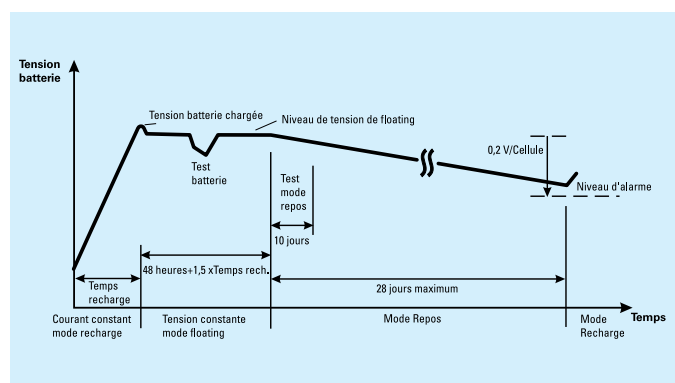 Tension
batterie
Tension batterie chargée
Niveau de tension de floating
0,2 V/Cellule
Test
batterie
Test
mode
repos
Niveau d'alarme
10 jours
48 heures+1,5 xTemps rech.
Temps
recharge
28 jours maximum
Temps
Courant constant
mode recharge
Tension constante
mode floating
Mode Repos
Mode
Recharge